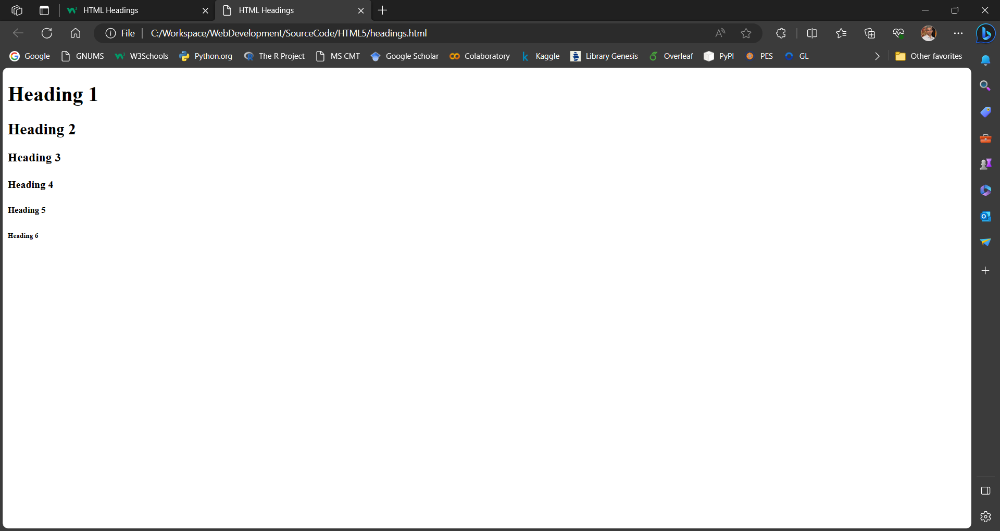 HTML Headings
HTML Headings
File
C:/Workspace/WebDevelopment/SourceCode/HTML5/headings.html
Google GNUMS W3Schools Python.org The R Project MS CMT Google Scholar Colaboratory Kaggle Library Genesis Overleaf PyPI PES GL Other favorites
Heading 1
Heading 2
Heading 3
Heading 4
Heading 5
Heading 6